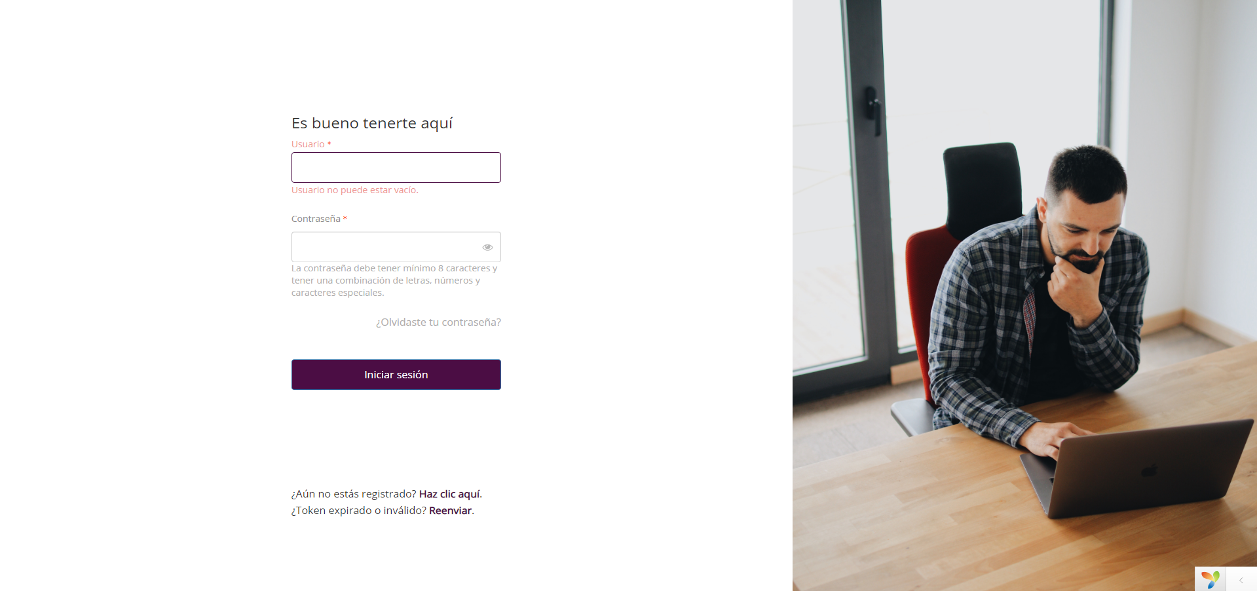 Es bueno tenerte aquí
Usuario *
Usuario no puede estar vacío.
Contraseña *
La contraseña debe tener mínimo 8 caracteres y
tener una combinación de letras, números y
caracteres especiales.
¿Olvidaste tu contraseña?
Iniciar sesión
¿Aún no estás registrado? Haz clic aquí.
¿Token expirado o inválido? Reenviar.